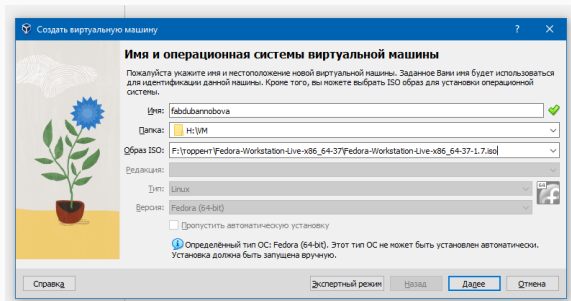 Создать виртуальную машину
? ×
Имя и операционная системы виртуальной машины
Пожалуйста укажите имя и местоположение новой виртуальной машины. Заданное Вами имя будет использоваться
для идентификации данной машины. Кроме того, вы можете выбрать ISO образ для установки операционной
системы.
Имя: fabdubannobova
Папка: H:\VM
Образ ISO: F:\торрент\Fedora-Workstation-Live-x86_64-37\Fedora-Workstation-Live-x86_64-37-1.7.iso
Редакция:
Тип: Linux
64
Версия: Fedora (64-bit)
Пропустить автоматическую установку
Определённый тип ОС: Fedora (64-bit). Этот тип ОС не может быть установлен автоматически.
Установка должна быть запущена вручную.
Справка Экспертный режим Назад Далее Отмена